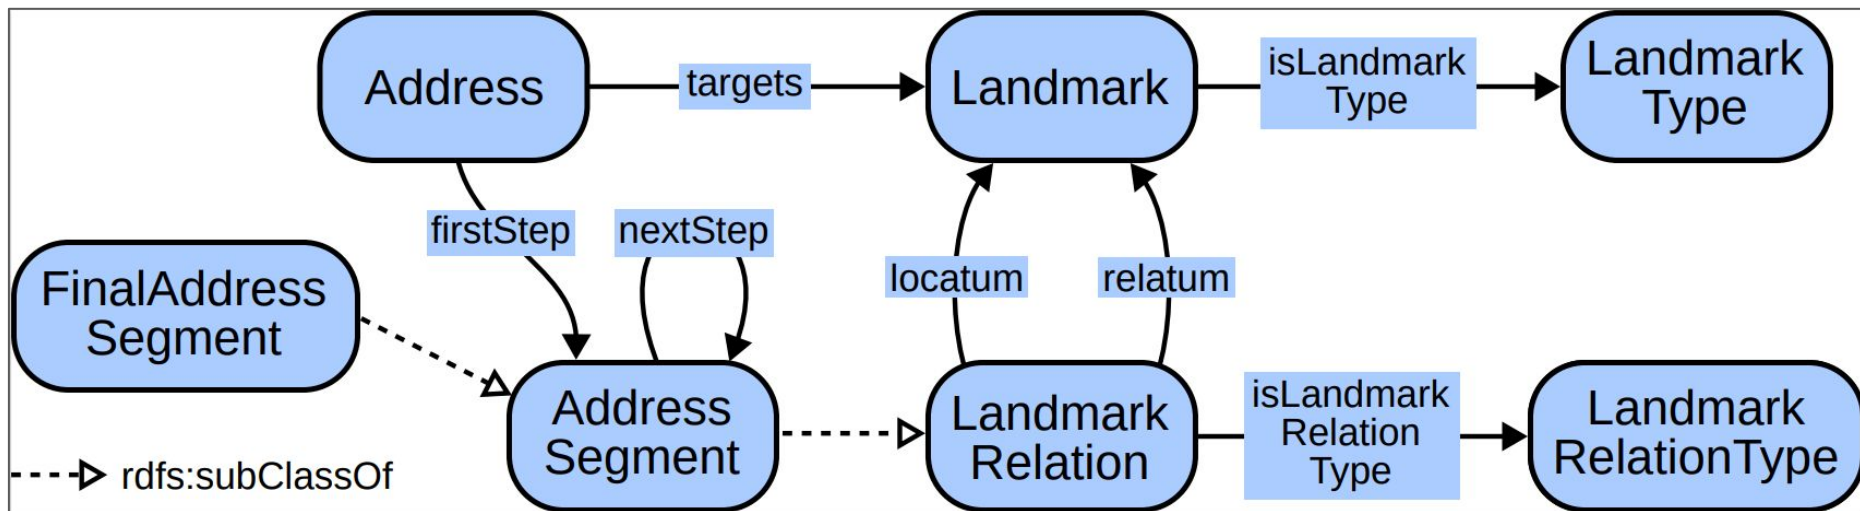 Address
targets
Landmark
isLandmark
Type
Landmark
Type
firstStep
nextStep
locatum
relatum
FinalAddress
Segment
Address
Segment
Landmark
Relation
isLandmark
Relation
Type
Landmark
RelationType
rdfs:subClassOf